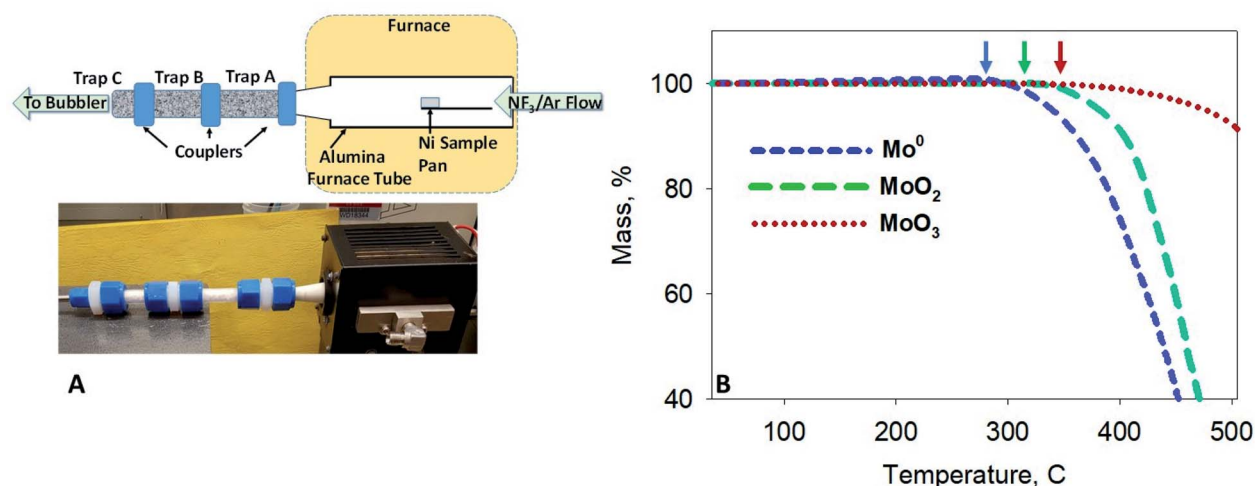 Furnace
Trap C
Trap B
Trap A
To Bubbler
NF3/Ar Flow
Couplers
Alumina
Furnace Tube
Ni Sample
Pan
WD18344
A
Mass, %
100
80
60
40
Mo⁰
MoO₂
MoO₃
B
100
200
300
400
500
Temperature, C